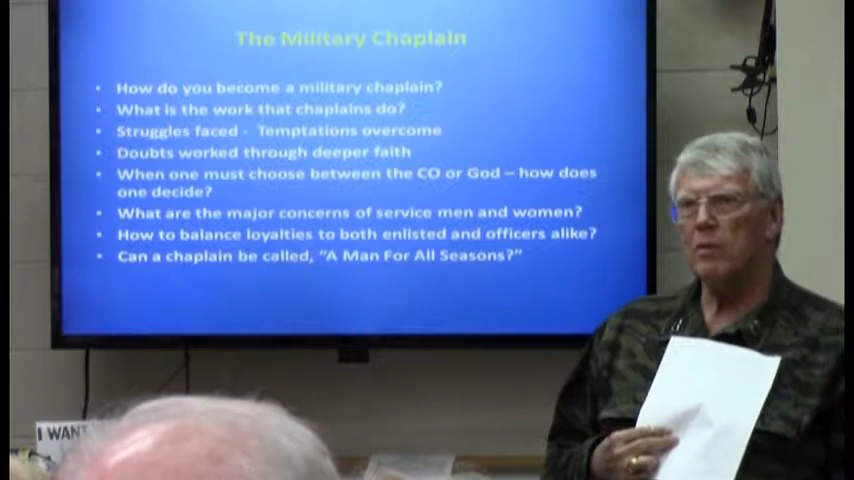 The Military Chaplain
• How do you become a military chaplain?
• What is the work that chaplains do?
• Struggles faced - Temptations overcome
• Doubts worked through deeper faith
• When one must choose between the CO or God – how does
one decide?
• What are the major concerns of service men and women?
• How to balance loyalties to both enlisted and officers alike?
• Can a chaplain be called, “A Man For All Seasons?”
I WANT